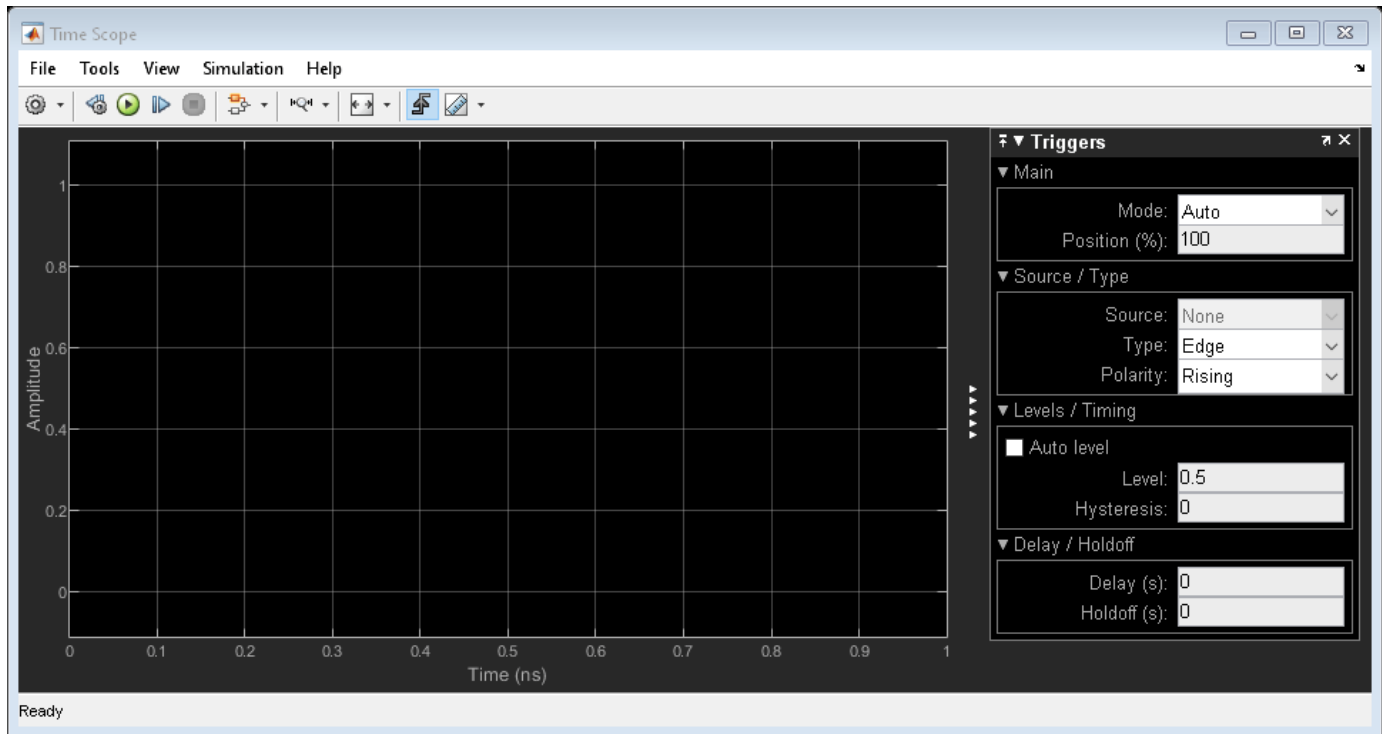 Time Scope
File Tools View Simulation Help
Triggers
Main
Mode: Auto
Position (%): 100
Source / Type
Source: None
Type: Edge
Polarity: Rising
Levels / Timing
Auto level
Level: 0.5
Hysteresis: 0
Delay / Holdoff
Delay (s): 0
Holdoff (s): 0
Amplitude
1
0.8
0.6
0.4
0.2
0
0 0.1 0.2 0.3 0.4 0.5 0.6 0.7 0.8 0.9 1
Time (ns)
Ready